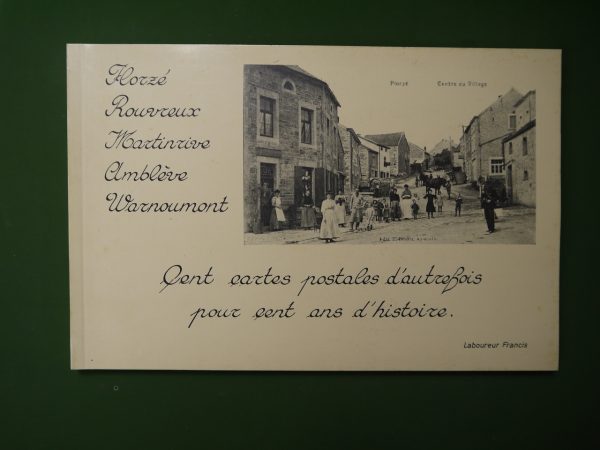 Florzé
Rouvreux
Martinrive
Amblève
Warnoumont
Florzé Centre du Village
Cent cartes postales d'autrefois
pour cent ans d'histoire.
Laboureur Francis